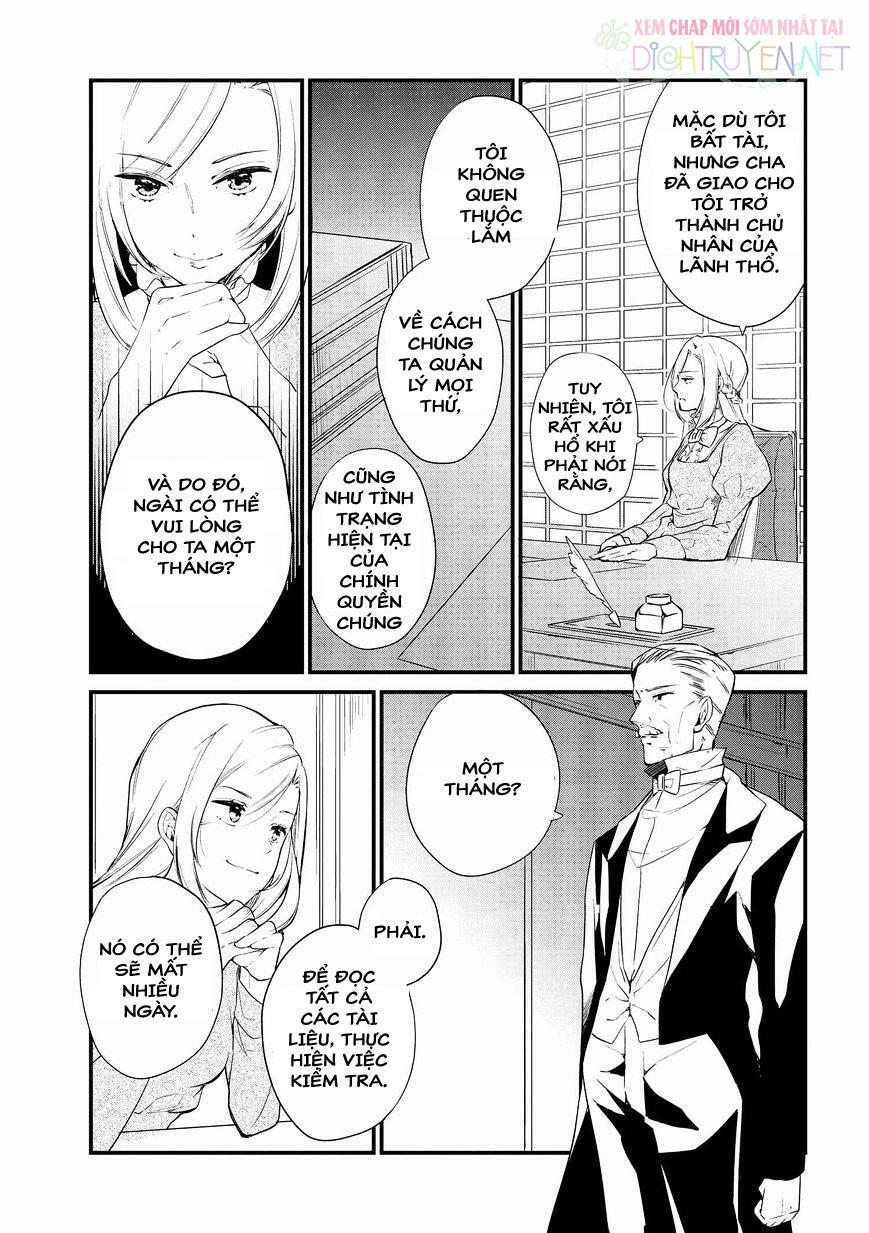 XEM CHAP MỚI SỚM NHẤT TẠI
DICHTRUYEN.NET
MẶC DÙ TÔI
BẤT TÀI,
NHƯNG CHA
ĐÃ GIAO CHO
TÔI TRỞ
THÀNH CHỦ
NHÂN CỦA
LÃNH THỔ.
TUY
NHIÊN, TÔI
RẤT XẤU
HỔ KHI
PHẢI NÓI
RẰNG,
TÔI
KHÔNG
QUEN
THUỘC
LẮM
VỀ CÁCH
CHÚNG
TA QUẢN
LÝ MỌI
THỨ,
CŨNG
NHƯ TÌNH
TRẠNG
HIỆN TẠI
CỦA
CHÍNH
QUYỀN
CHÚNG
VÀ DO ĐÓ,
NGÀI CÓ THỂ
VUI LÒNG
CHO TA MỘT
THÁNG?
MỘT
THÁNG?
PHẢI.
ĐỂ ĐỌC
TẤT CẢ
CÁC TÀI
LIỆU, THỰC
HIỆN VIỆC
KIỂM TRA.
NÓ CÓ THỂ
SẼ MẤT
NHIỀU
NGÀY.